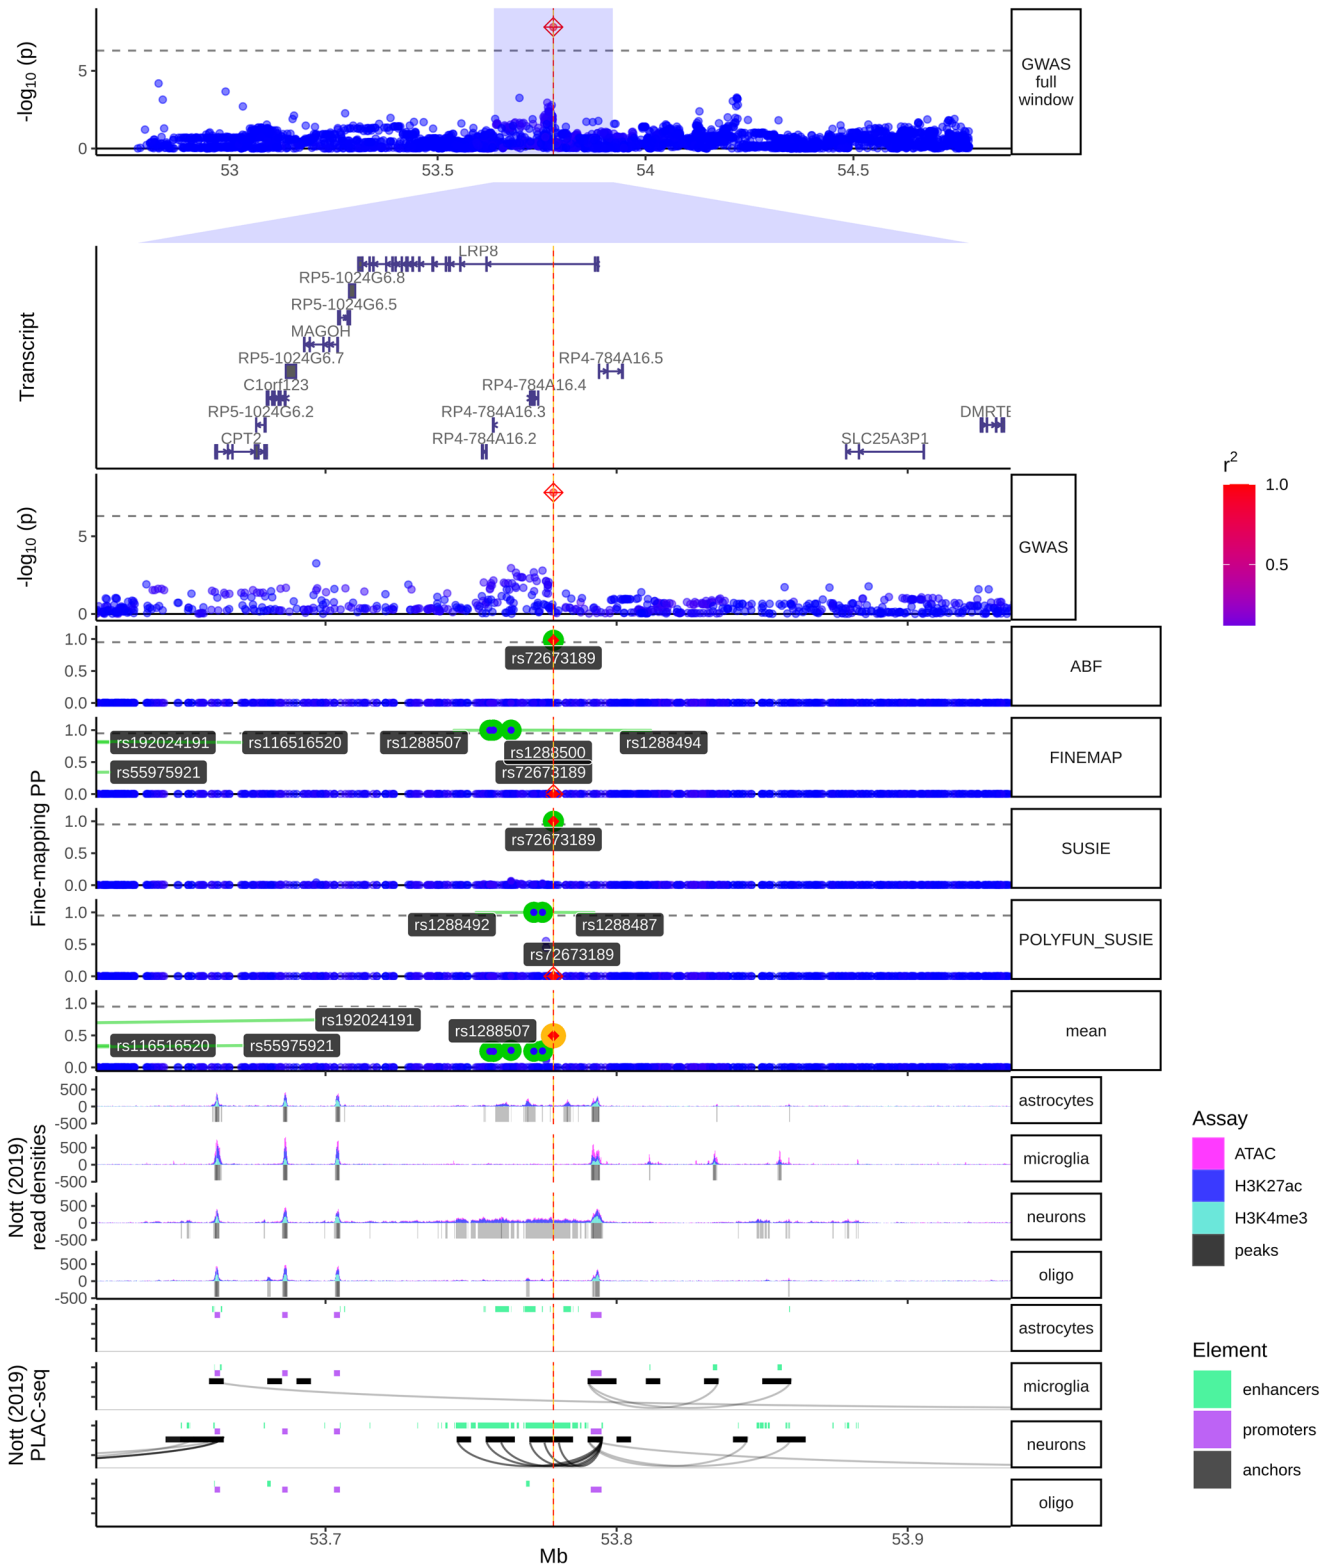 -log10 (p)
5
0
GWAS
full
window
53
53.5
54
54.5
Transcript
LRP8
RP5-1024G6.8
RP5-1024G6.5
MAGOH
RP5-1024G6.7
RP4-784A16.5
C1orf123
RP4-784A16.4
RP5-1024G6.2
RP4-784A16.3
CPT2
RP4-784A16.2
SLC25A3P1
-log10 (p)
5
0
GWAS
r2
1.0
0.5
Fine-mapping PP
1.0
0.5
0.0
rs72673189
ABF
1.0
0.5
0.0
rs192024191
rs116516520
rs1288507
rs1288500
rs1288494
rs55975921
rs72673189
FINEMAP
1.0
0.5
0.0
rs72673189
SUSIE
1.0
0.5
0.0
rs1288492
rs1288487
rs72673189
POLYFUN_SUSIE
1.0
0.5
0.0
rs192024191
rs1288507
rs116516520
rs55975921
mean
Nott (2019)
read densities
500
0
-500
astrocytes
500
0
-500
microglia
500
0
-500
neurons
500
0
-500
oligo
Assay
ATAC
H3K27ac
H3K4me3
peaks
Nott (2019)
PLAC-seq
astrocytes
microglia
neurons
oligo
Element
enhancers
promoters
anchors
53.7
53.8
53.9
Mb